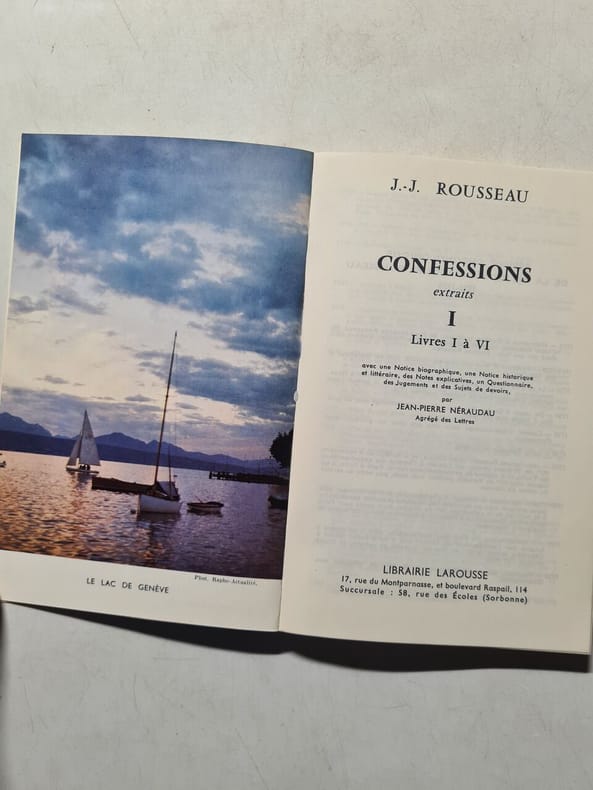 Phot. Rapho-Actualité.
LE LAC DE GENÈVE
J.-J. ROUSSEAU
CONFESSIONS
extraits
I
Livres I à VI
avec une Notice biographique, une Notice historique
et littéraire, des Notes explicatives, un Questionnaire,
des Jugements et des Sujets de devoirs,
par
JEAN-PIERRE NÉRAUDAU
Agrégé des Lettres
LIBRAIRIE LAROUSSE
17, rue du Montparnasse, et boulevard Raspail, 114
Succursale : 58, rue des Écoles (Sorbonne)